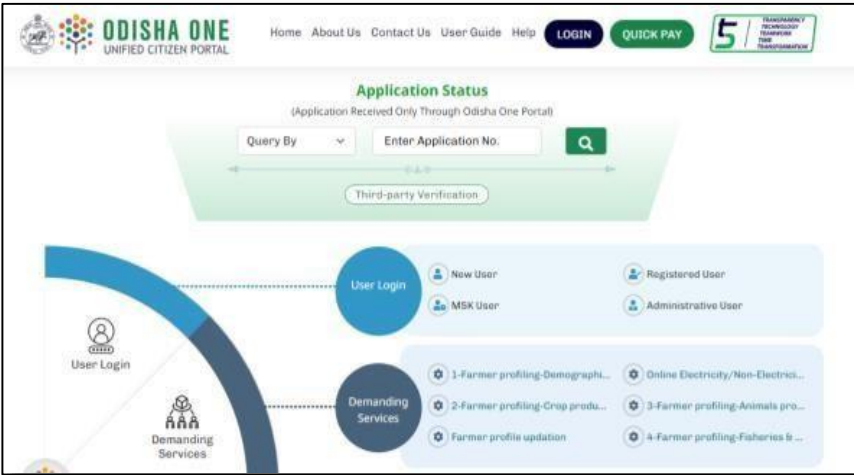 ODISHA ONE
UNIFIED CITIZEN PORTAL
Home About Us Contact Us User Guide Help LOGIN QUICK PAY
5
TRANSPARENCY
TECHNOLOGY
TEAMWORK
TIME
TRANSFORMATION
Application Status
(Application Received Only Through Odisha One Portal)
Query By Enter Application No.
Third-party Verification
User Login
New User
Registered User
MSK User
Administrative User
User Login
Demanding
Services
1-Farmer profiling-Demographi...
Online Electricity/Non-Electrici...
2-Farmer profiling-Crop produ...
3-Farmer profiling-Animals pro...
Farmer profile updation
4-Farmer profiling-Fisheries & ...
Demanding
Services